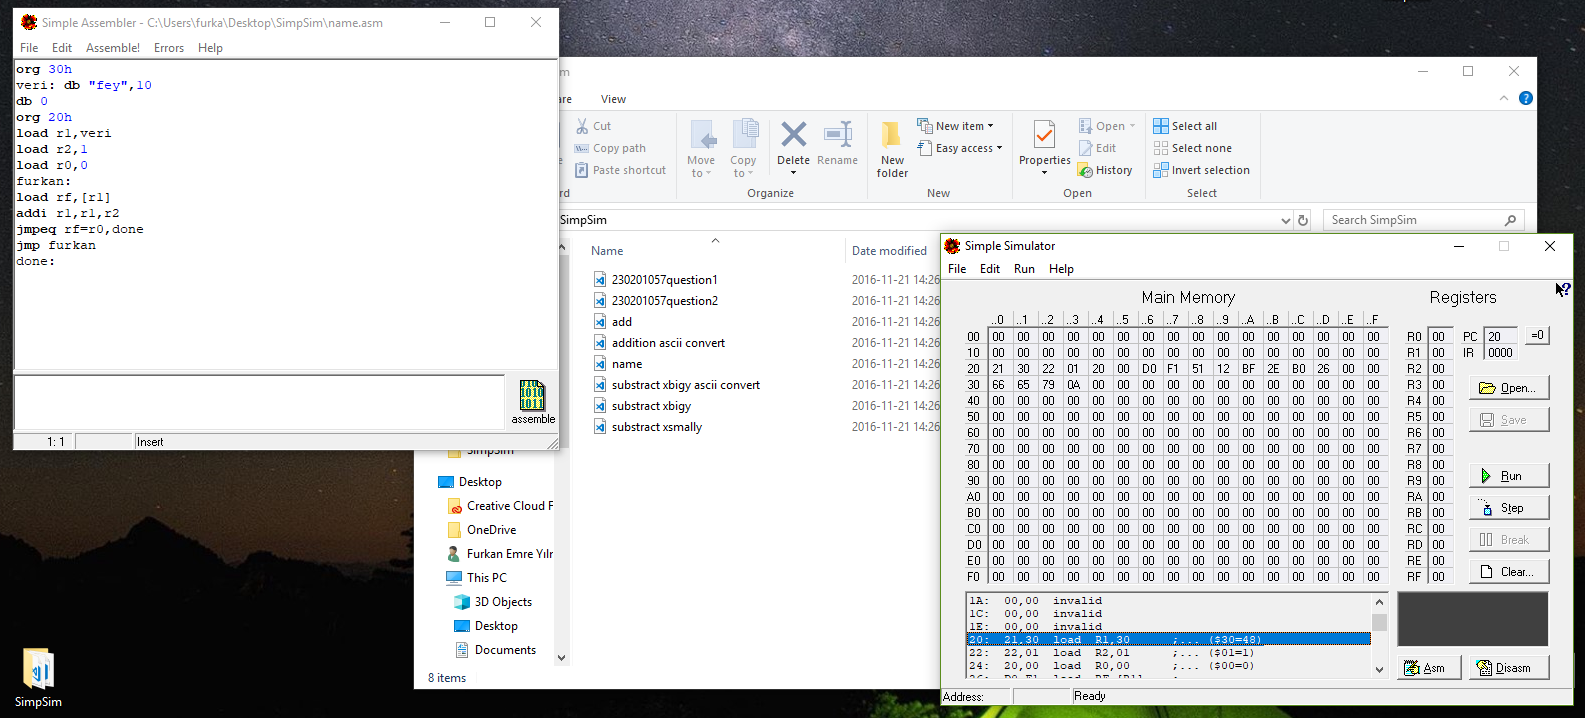 Simple Assembler - C:\Users\furka\Desktop\SimpSim\name.asm
File Edit Assemble! Errors Help
org 30h
veri: db "fey",10
db 0
org 20h
load r1,veri
load r2,1
load r0,0
furkan:
load rf,[r1]
addi r1,r1,r2
jmpeq rf=r0,done
jmp furkan
done:
assemble
1: 1 Insert
View
Cut
Copy path
Paste shortcut
Move to
Copy to
Delete
Rename
Organize
New folder
New item
Easy access
New
Properties
Open
Edit
History
Open
Select all
Select none
Invert selection
Select
SimpSim
Search SimpSim
Name Date modified
230201057question1 2016-11-21 14:26
230201057question2 2016-11-21 14:26
add 2016-11-21 14:26
addition ascii convert 2016-11-21 14:26
name 2016-11-21 14:26
substract xbigy ascii convert 2016-11-21 14:26
substract xbigy 2016-11-21 14:26
substract xsmally 2016-11-21 14:26
SimpSim
Desktop
Creative Cloud F
OneDrive
Furkan Emre Yılr
This PC
3D Objects
Desktop
Documents
8 items
Simple Simulator
File Edit Run Help
Main Memory
..0 ..1 ..2 ..3 ..4 ..5 ..6 ..7 ..8 ..9 ..A ..B ..C ..D ..E ..F
00 00 00 00 00 00 00 00 00 00 00 00 00 00 00 00 00
10 00 00 00 00 00 00 00 00 00 00 00 00 00 00 00 00
20 21 30 22 01 20 00 D0 F1 51 12 BF 2E B0 26 00 00
30 66 65 79 0A 00 00 00 00 00 00 00 00 00 00 00 00
40 00 00 00 00 00 00 00 00 00 00 00 00 00 00 00 00
50 00 00 00 00 00 00 00 00 00 00 00 00 00 00 00 00
60 00 00 00 00 00 00 00 00 00 00 00 00 00 00 00 00
70 00 00 00 00 00 00 00 00 00 00 00 00 00 00 00 00
80 00 00 00 00 00 00 00 00 00 00 00 00 00 00 00 00
90 00 00 00 00 00 00 00 00 00 00 00 00 00 00 00 00
A0 00 00 00 00 00 00 00 00 00 00 00 00 00 00 00 00
B0 00 00 00 00 00 00 00 00 00 00 00 00 00 00 00 00
C0 00 00 00 00 00 00 00 00 00 00 00 00 00 00 00 00
D0 00 00 00 00 00 00 00 00 00 00 00 00 00 00 00 00
E0 00 00 00 00 00 00 00 00 00 00 00 00 00 00 00 00
F0 00 00 00 00 00 00 00 00 00 00 00 00 00 00 00 00
Registers
R0 00
R1 00
R2 00
R3 00
R4 00
R5 00
R6 00
R7 00
R8 00
R9 00
RA 00
RB 00
RC 00
RD 00
RE 00
RF 00
PC 20 =0
IR 0000
Open...
Save
Run
Step
Break
Clear...
1A: 00,00 invalid
1C: 00,00 invalid
1E: 00,00 invalid
20: 21,30 load R1,30 ;... ($30=48)
22: 22,01 load R2,01 ;... ($01=1)
24: 20,00 load R0,00 ;... ($00=0)
Asm
Disasm
Address: Ready
SimpSim